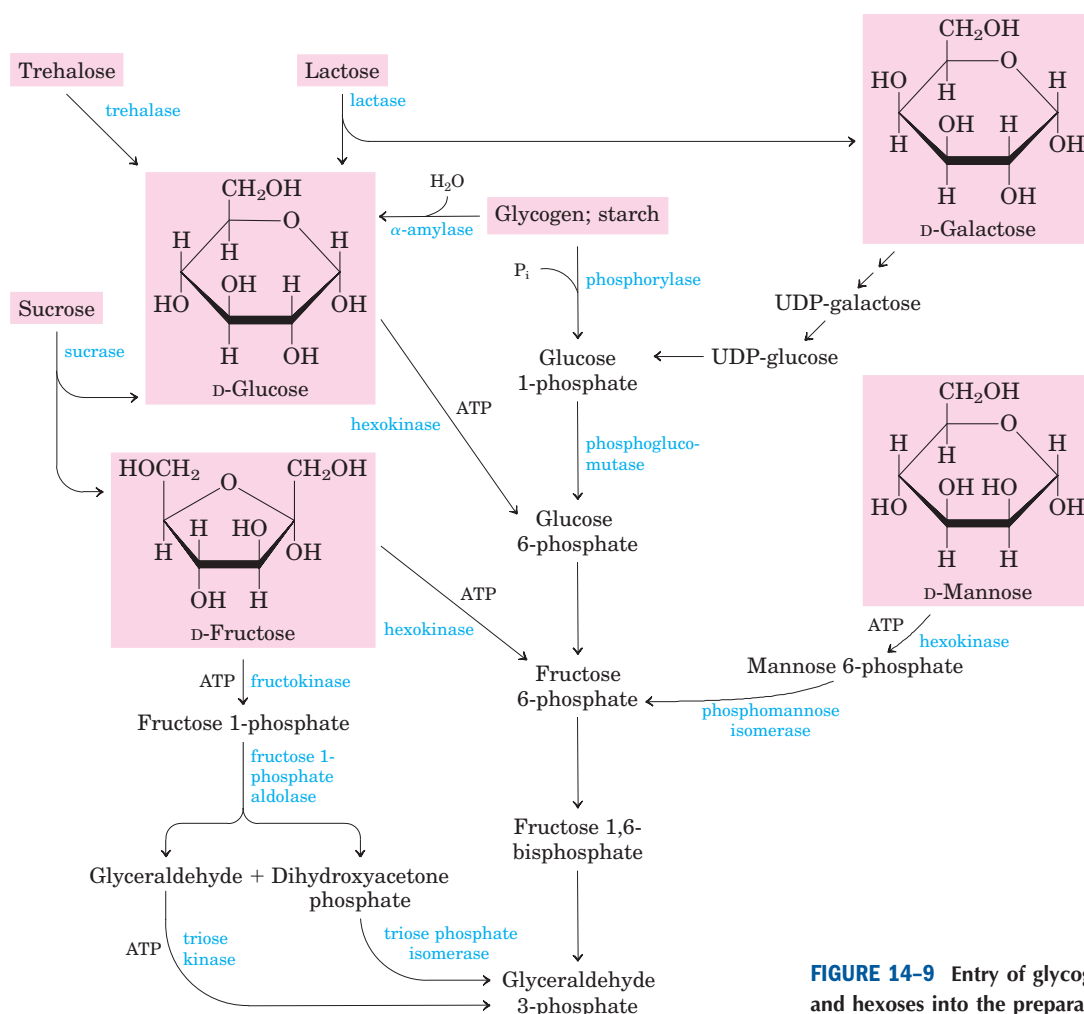 Trehalose
trehalase
Lactose
lactase
CH₂OH
O
HO
H
H
OH
H
H
OH
H
OH
D-Galactose
CH₂OH
O
H
H
H
OH
H
HO
OH
H
OH
D-Glucose
H₂O
α-amylase
Glycogen; starch
Pᵢ
phosphorylase
UDP-galactose
UDP-glucose
Sucrose
sucrase
Glucose
1-phosphate
ATP
hexokinase
phosphogluco-
mutase
CH₂OH
O
H
H
H
OH
HO
HO
OH
H
H
D-Mannose
HOCH₂
O
CH₂OH
H
HO
H
OH
OH
H
D-Fructose
Glucose
6-phosphate
ATP
hexokinase
ATP
hexokinase
Mannose 6-phosphate
phosphomannose
isomerase
Fructose
6-phosphate
ATP
fructokinase
Fructose 1-phosphate
fructose 1-
phosphate
aldolase
Fructose 1,6-
bisphosphate
Glyceraldehyde + Dihydroxyacetone
phosphate
ATP
triose
kinase
triose phosphate
isomerase
Glyceraldehyde
3-phosphate
FIGURE 14–9 Entry of glycog
and hexoses into the prepara